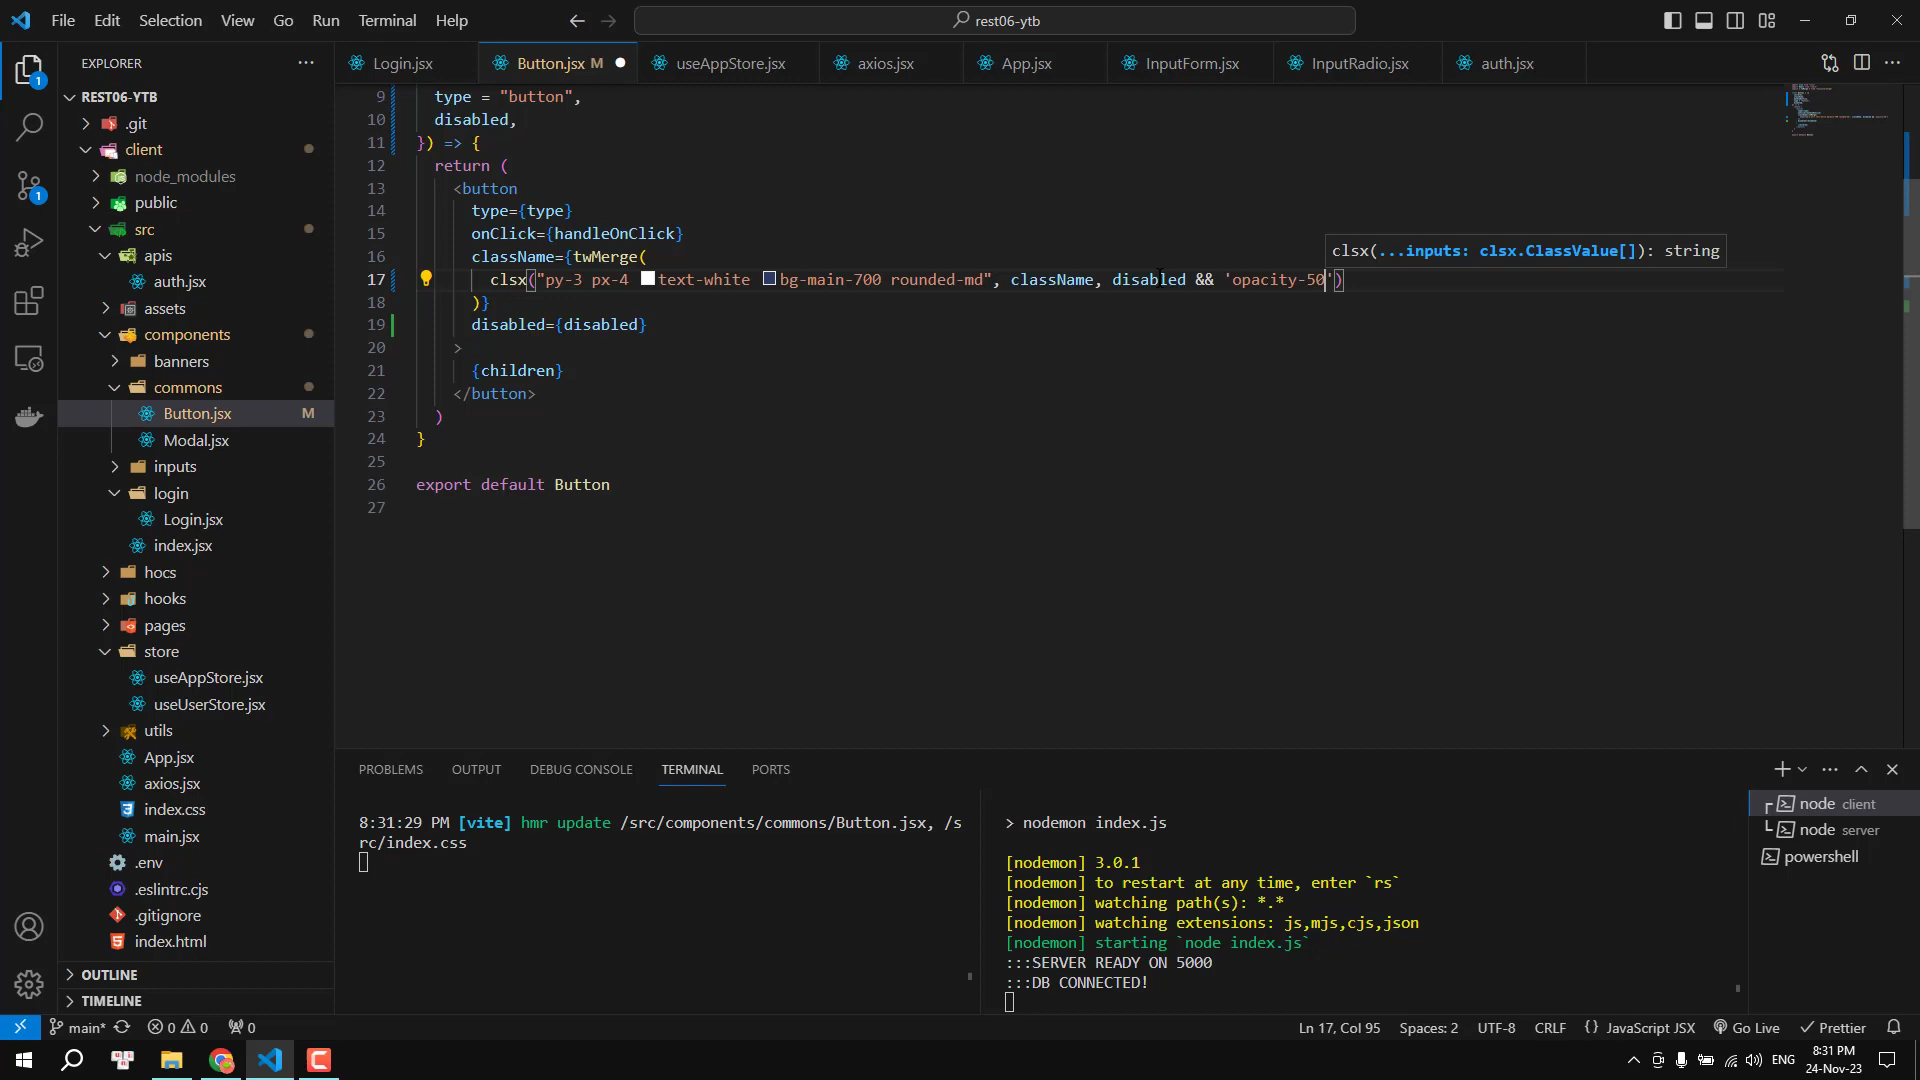 File Edit Selection View Go Run Terminal Help
rest06-ytb
EXPLORER
Login.jsx
Button.jsx M
useAppStore.jsx
axios.jsx
App.jsx
InputForm.jsx
InputRadio.jsx
auth.jsx
REST06-YTB
.git
client
node_modules
public
src
apis
auth.jsx
assets
components
banners
commons
Button.jsx M
Modal.jsx
inputs
login
Login.jsx
index.jsx
hocs
hooks
pages
store
useAppStore.jsx
useUserStore.jsx
utils
App.jsx
axios.jsx
index.css
main.jsx
.env
.eslintrc.cjs
.gitignore
index.html
OUTLINE
TIMELINE
1
1
9 type = "button",
10 disabled,
11 }) => {
12 return (
13 <button
14 type={type}
15 onClick={handleOnClick}
16 className={twMerge(
clsx(...inputs: clsx.ClassValue[]): string
17 clsx("py-3 px-4 text-white bg-main-700 rounded-md", className, disabled && 'opacity-50')
18 )}
19 disabled={disabled}
20 >
21 {children}
22 </button>
23 )
24 }
25
26 export default Button
27
PROBLEMS OUTPUT DEBUG CONSOLE TERMINAL PORTS
8:31:29 PM [vite] hmr update /src/components/commons/Button.jsx, /s
rc/index.css
> nodemon index.js
[nodemon] 3.0.1
[nodemon] to restart at any time, enter `rs`
[nodemon] watching path(s): *.*
[nodemon] watching extensions: js,mjs,cjs,json
[nodemon] starting `node index.js`
:::SERVER READY ON 5000
:::DB CONNECTED!
node client
node server
powershell
main* 0 0 0
Ln 17, Col 95 Spaces: 2 UTF-8 CRLF {} JavaScript JSX Go Live Prettier
ENG
8:31 PM
24-Nov-23